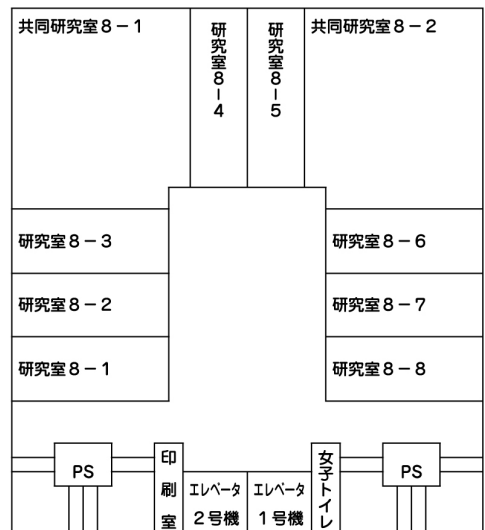 共同研究室8－1
研究室8－4
研究室8－5
共同研究室8－2
研究室8－3
研究室8－6
研究室8－2
研究室8－7
研究室8－1
研究室8－8
PS
印刷室
エレベータ
2号機
エレベータ
1号機
女子トイレ
PS